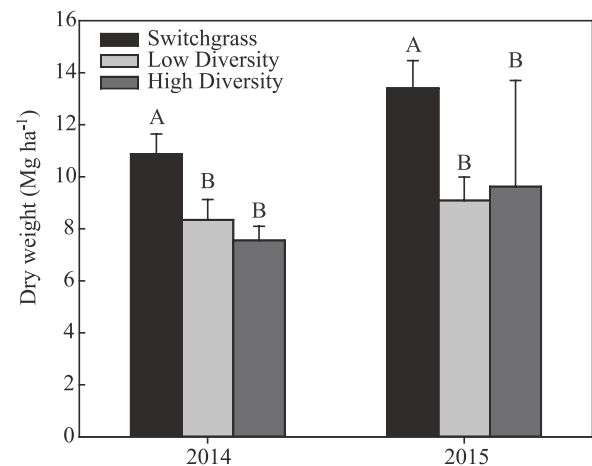 16
14
12
10
8
6
4
2
0
Dry weight (Mg ha⁻¹)
Switchgrass
Low Diversity
High Diversity
A
B
B
A
B
B
2014
2015